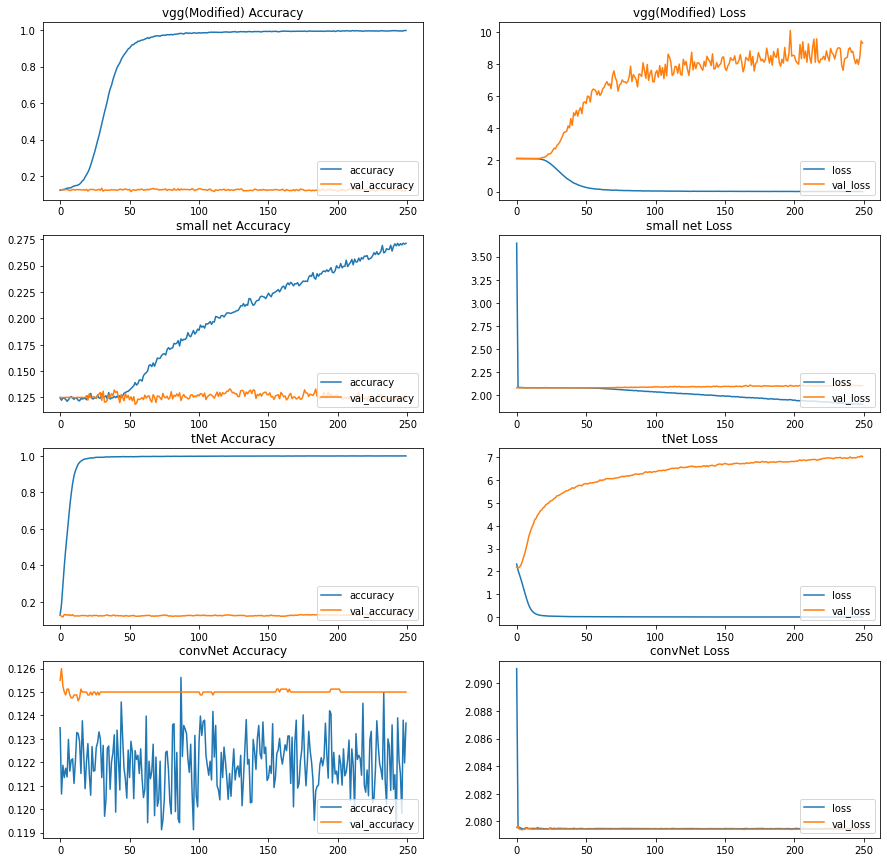 vgg(Modified) Accuracy
1.0
0.8
0.6
0.4
0.2
accuracy
val_accuracy
0 50 100 150 200 250
vgg(Modified) Loss
10
8
6
4
2
0
loss
val_loss
0 50 100 150 200 250
small net Accuracy
0.275
0.250
0.225
0.200
0.175
0.150
0.125
accuracy
val_accuracy
0 50 100 150 200 250
small net Loss
3.50
3.25
3.00
2.75
2.50
2.25
2.00
loss
val_loss
0 50 100 150 200 250
tNet Accuracy
1.0
0.8
0.6
0.4
0.2
accuracy
val_accuracy
0 50 100 150 200 250
tNet Loss
7
6
5
4
3
2
1
0
loss
val_loss
0 50 100 150 200 250
convNet Accuracy
0.126
0.125
0.124
0.123
0.122
0.121
0.120
0.119
accuracy
val_accuracy
0 50 100 150 200 250
convNet Loss
2.090
2.088
2.086
2.084
2.082
2.080
loss
val_loss
0 50 100 150 200 250